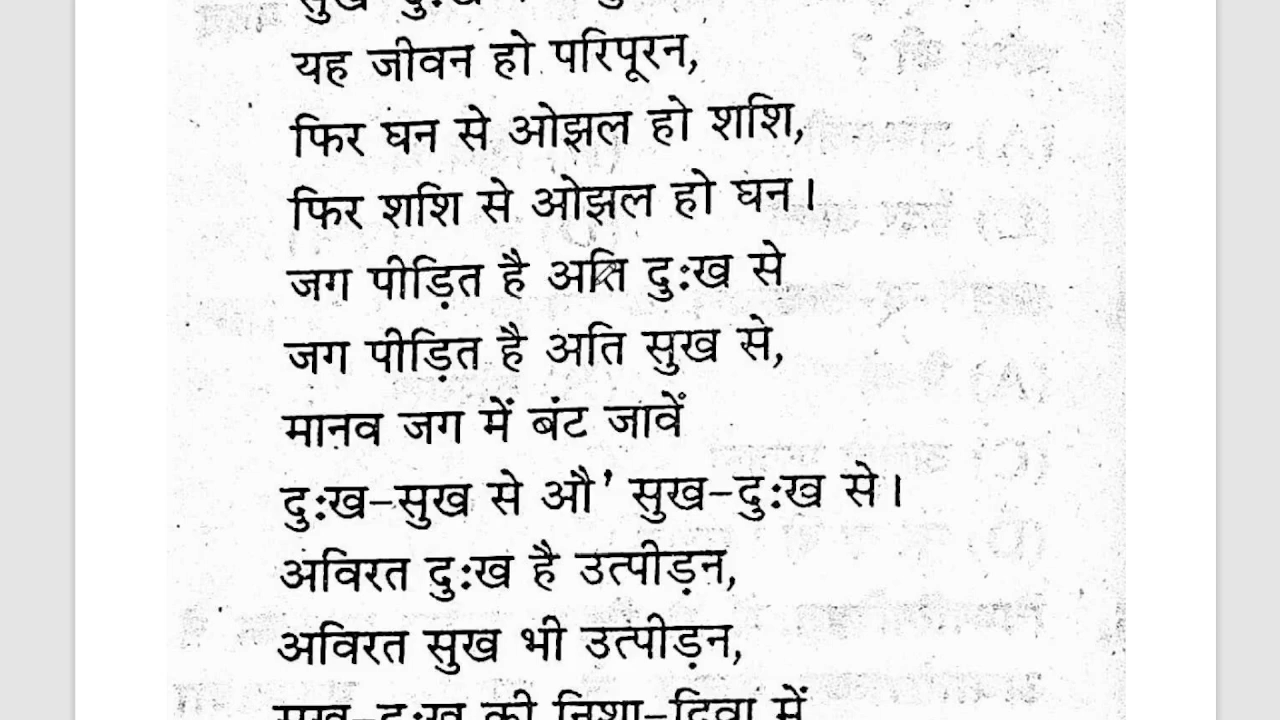 सुख दुःख
यह जीवन हो परिपूरन,
फिर घन से ओझल हो शशि,
फिर शशि से ओझल हो घन।
जग पीड़ित है अति दुःख से
जग पीड़ित है अति सुख से,
मानव जग में बंट जावें
दुःख-सुख से औ' सुख-दुःख से।
अविरत दुःख है उत्पीड़न,
अविरत सुख भी उत्पीड़न,
सुख-दुःख की निशा-दिवा में